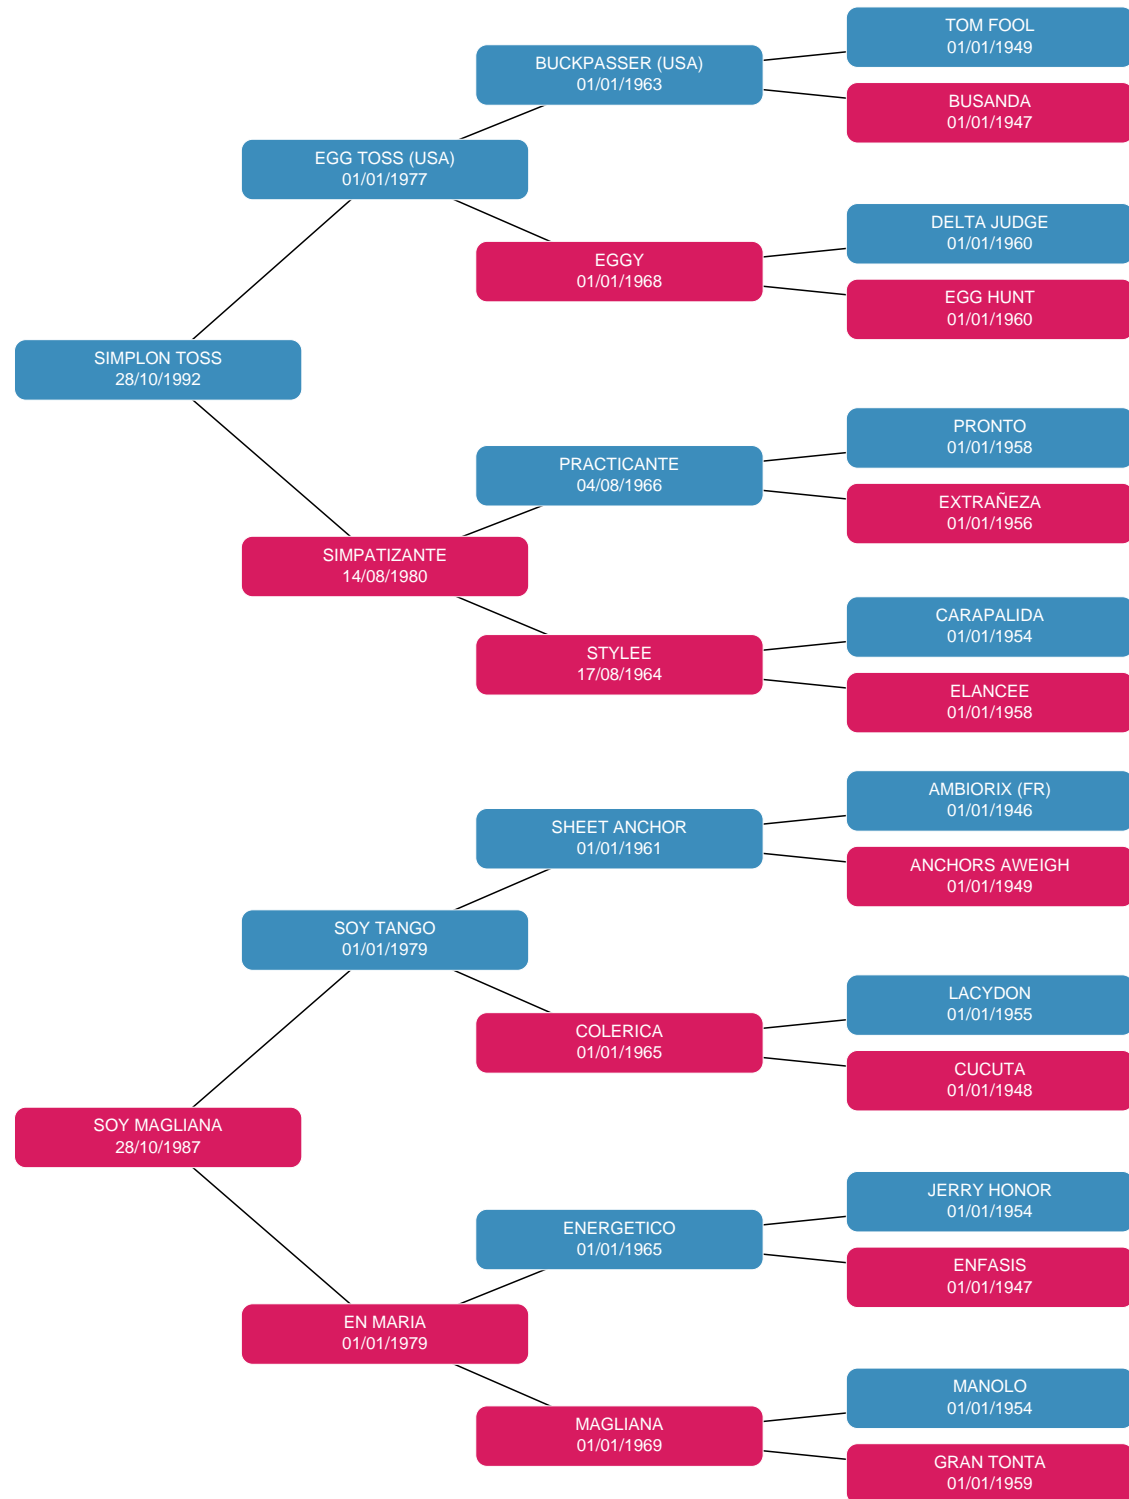 TOM FOOL
01/01/1949
BUCKPASSER (USA)
01/01/1963
BUSANDA
01/01/1947
EGG TOSS (USA)
01/01/1977
DELTA JUDGE
01/01/1960
EGGY
01/01/1968
EGG HUNT
01/01/1960
SIMPLON TOSS
28/10/1992
PRONTO
01/01/1958
PRACTICANTE
04/08/1966
EXTRAÑEZA
01/01/1956
SIMPATIZANTE
14/08/1980
CARAPALIDA
01/01/1954
STYLEE
17/08/1964
ELANCEE
01/01/1958
AMBIORIX (FR)
01/01/1946
SHEET ANCHOR
01/01/1961
ANCHORS AWEIGH
01/01/1949
SOY TANGO
01/01/1979
LACYDON
01/01/1955
COLERICA
01/01/1965
CUCUTA
01/01/1948
SOY MAGLIANA
28/10/1987
JERRY HONOR
01/01/1954
ENERGETICO
01/01/1965
ENFASIS
01/01/1947
EN MARIA
01/01/1979
MANOLO
01/01/1954
MAGLIANA
01/01/1969
GRAN TONTA
01/01/1959